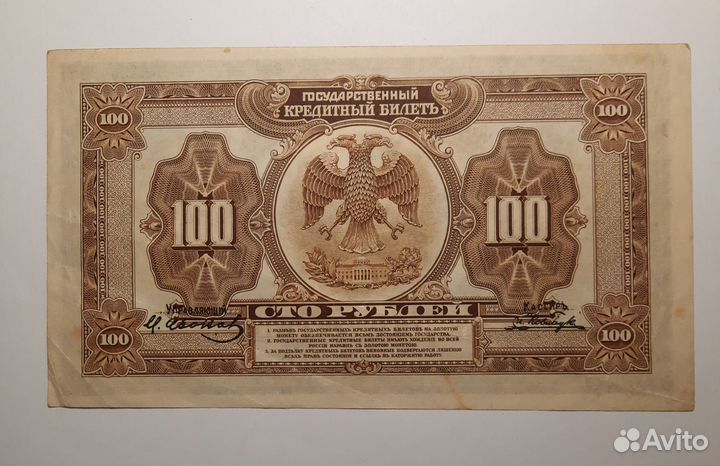 ГОСУДАРСТВЕННЫЙ
КРЕДИТНЫЙ БИЛЕТЪ
100 100
100 100
УПРАВЛЯЮЩІЙ КАССИРЪ
СТО РУБЛЕЙ
1. РАЗМѢНЪ ГОСУДАРСТВЕННЫХЪ КРЕДИТНЫХЪ БИЛЕТОВЪ НА ЗОЛОТУЮ
МОНЕТУ ОБЕЗПЕЧИВАЕТСЯ ВСѢМЪ ДОСТОЯНІЕМЪ ГОСУДАРСТВА.
2. ГОСУДАРСТВЕННЫЕ КРЕДИТНЫЕ БИЛЕТЫ ИМѢЮТЪ ХОЖДЕНІЕ ВО ВСЕЙ
РОССІИ НАРАВНѢ СЪ ЗОЛОТОЮ МОНЕТОЮ.
3. ЗА ПОДДѢЛКУ КРЕДИТНЫХЪ БИЛЕТОВЪ ВИНОВНЫЕ ПОДВЕРГАЮТСЯ ЛИШЕНІЮ
ВСѢХЪ ПРАВЪ СОСТОЯНІЯ И ССЫЛКѢ ВЪ КАТОРЖНУЮ РАБОТУ.
100 100
Avito